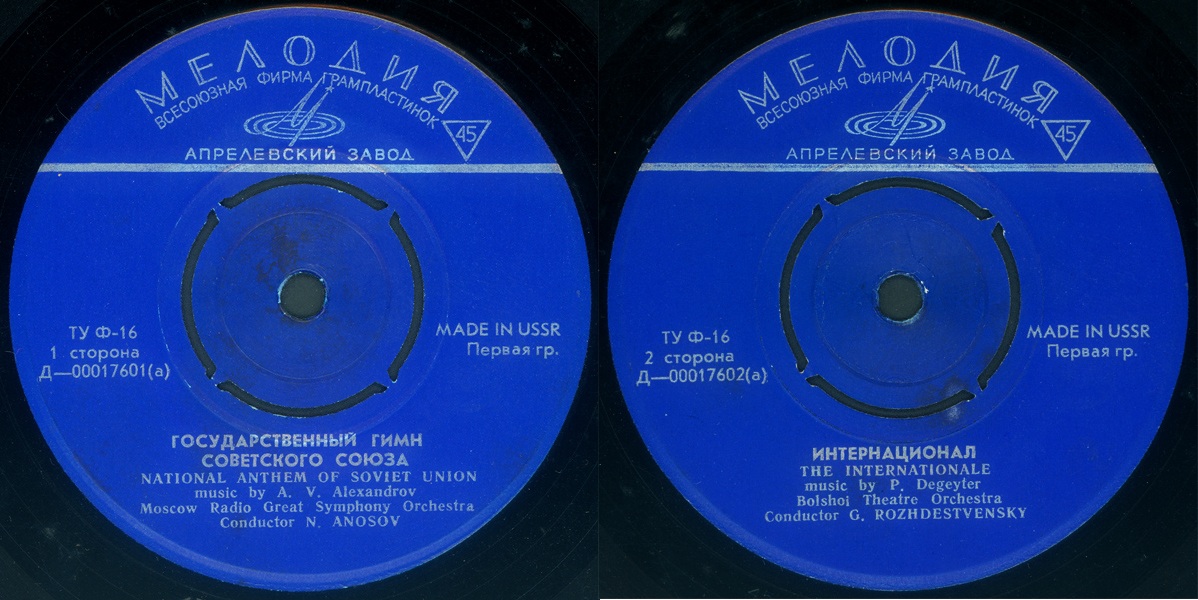 МЕЛОДИЯ
ВСЕСОЮЗНАЯ ФИРМА ГРАМПЛАСТИНОК
45
АПРЕЛЕВСКИЙ ЗАВОД
ТУ Ф-16
1 сторона
Д—00017601(а)
MADE IN USSR
Первая гр.
ГОСУДАРСТВЕННЫЙ ГИМН
СОВЕТСКОГО СОЮЗА
NATIONAL ANTHEM OF SOVIET UNION
music by A. V. Alexandrov
Moscow Radio Great Symphony Orchestra
Conductor N. ANOSOV
МЕЛОДИЯ
ВСЕСОЮЗНАЯ ФИРМА ГРАМПЛАСТИНОК
45
АПРЕЛЕВСКИЙ ЗАВОД
ТУ Ф-16
2 сторона
Д—00017602(а)
MADE IN USSR
Первая гр.
ИНТЕРНАЦИОНАЛ
THE INTERNATIONALE
music by P. Degeyter
Bolshoi Theatre Orchestra
Conductor G. ROZHDESTVENSKY